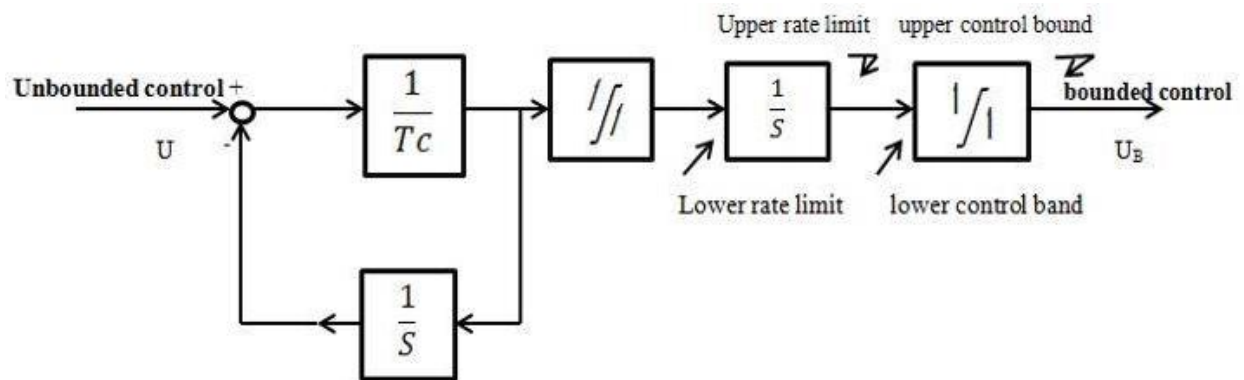 Upper rate limit
upper control bound
Unbounded control +
U
-
1
Tc
1
S
bounded control
U_B
Lower rate limit
lower control band
1
S